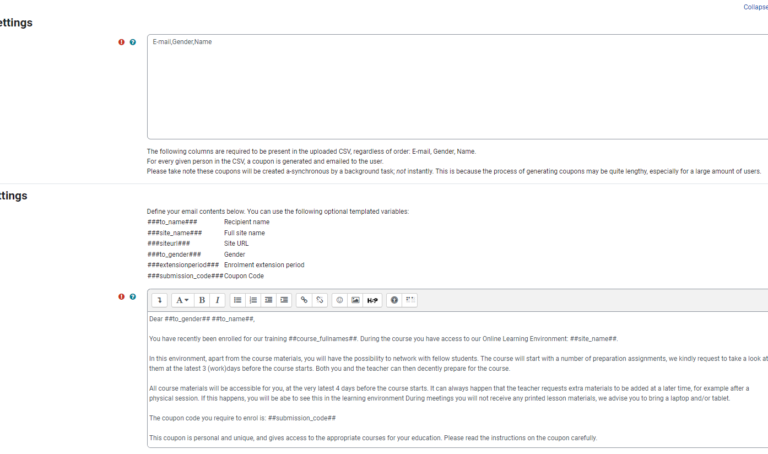 Collapse
ettings
E-mail,Gender,Name
The following columns are required to be present in the uploaded CSV, regardless of order: E-mail, Gender, Name.
For every given person in the CSV, a coupon is generated and emailed to the user.
Please take note these coupons will be created a-synchronous by a background task, not instantly. This is because the process of generating coupons may be quite lengthy, especially for a large amount of users.
ttings
Define your email contents below. You can use the following optional templated variables:
###to_name### Recipient name
###site_name### Full site name
###siteurl### Site URL
###to_gender### Gender
###extensionperiod### Enrolment extension period
###submission_code### Coupon Code
A B I H-P
Dear ##to_gender## ##to_name##,
You have recently been enrolled for our training ##course_fullnames##. During the course you have access to our Online Learning Environment: ##site_name##.
In this environment, apart from the course materials, you will have the possibility to network with fellow students. The course will start with a number of preparation assignments, we kindly request to take a look at
them at the latest 3 (work)days before the course starts. Both you and the teacher can then decently prepare for the course.
All course materials will be accessible for you, at the very latest 4 days before the course starts. It can always happen that the teacher requests extra materials to be added at a later time, for example after a
physical session. If this happens, you will be abe to see this in the learning environment During meetings you will not receive any printed lesson materials, we advise you to bring a laptop and/or tablet.
The coupon code you require to enrol is: ##submission_code##
This coupon is personal and unique, and gives access to the appropriate courses for your education. Please read the instructions on the coupon carefully.